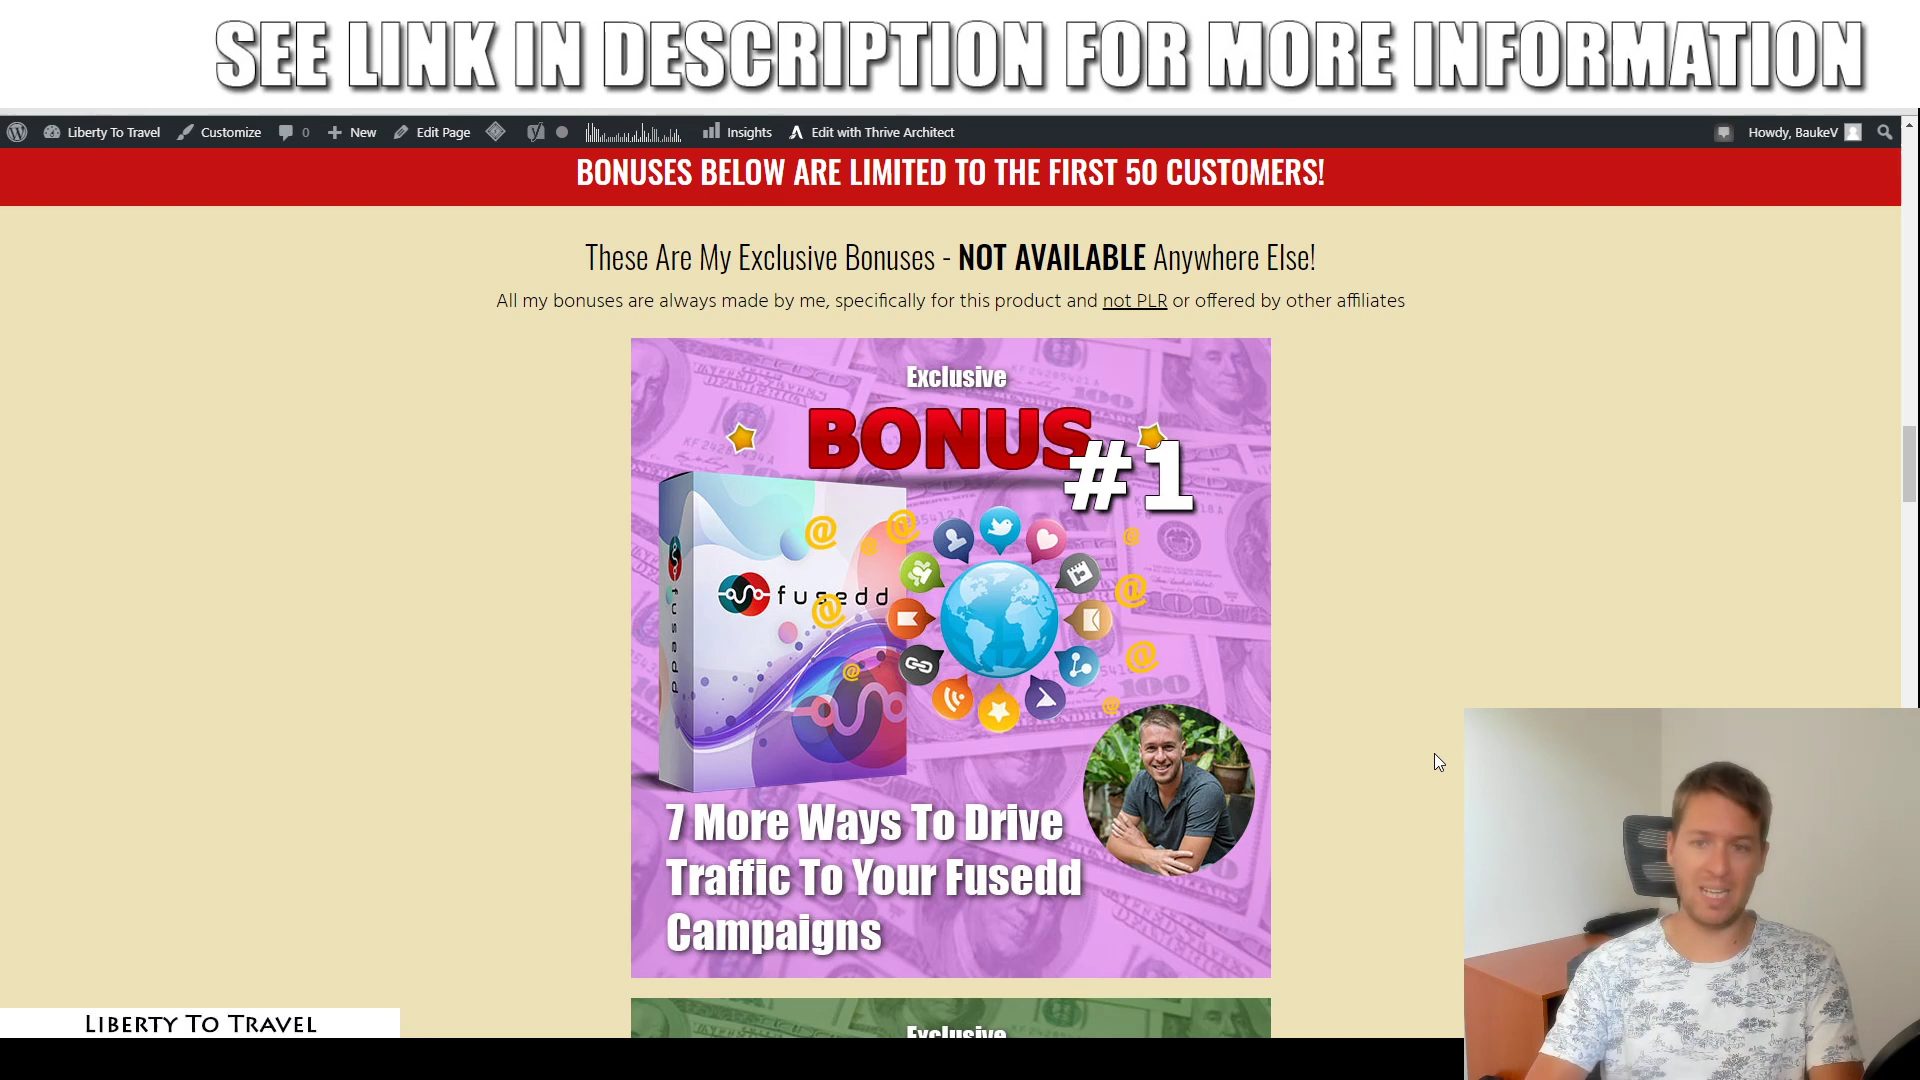 SEE LINK IN DESCRIPTION FOR MORE INFORMATION
Liberty To Travel Customize 0 New Edit Page Insights Edit with Thrive Architect Howdy, BaukeV
BONUSES BELOW ARE LIMITED TO THE FIRST 50 CUSTOMERS!
These Are My Exclusive Bonuses - NOT AVAILABLE Anywhere Else!
All my bonuses are always made by me, specifically for this product and not PLR or offered by other affiliates
Exclusive
BONUS
#1
fusedd
fusedd
7 More Ways To Drive
Traffic To Your Fusedd
Campaigns
Exclusive
LIBERTY TO TRAVEL